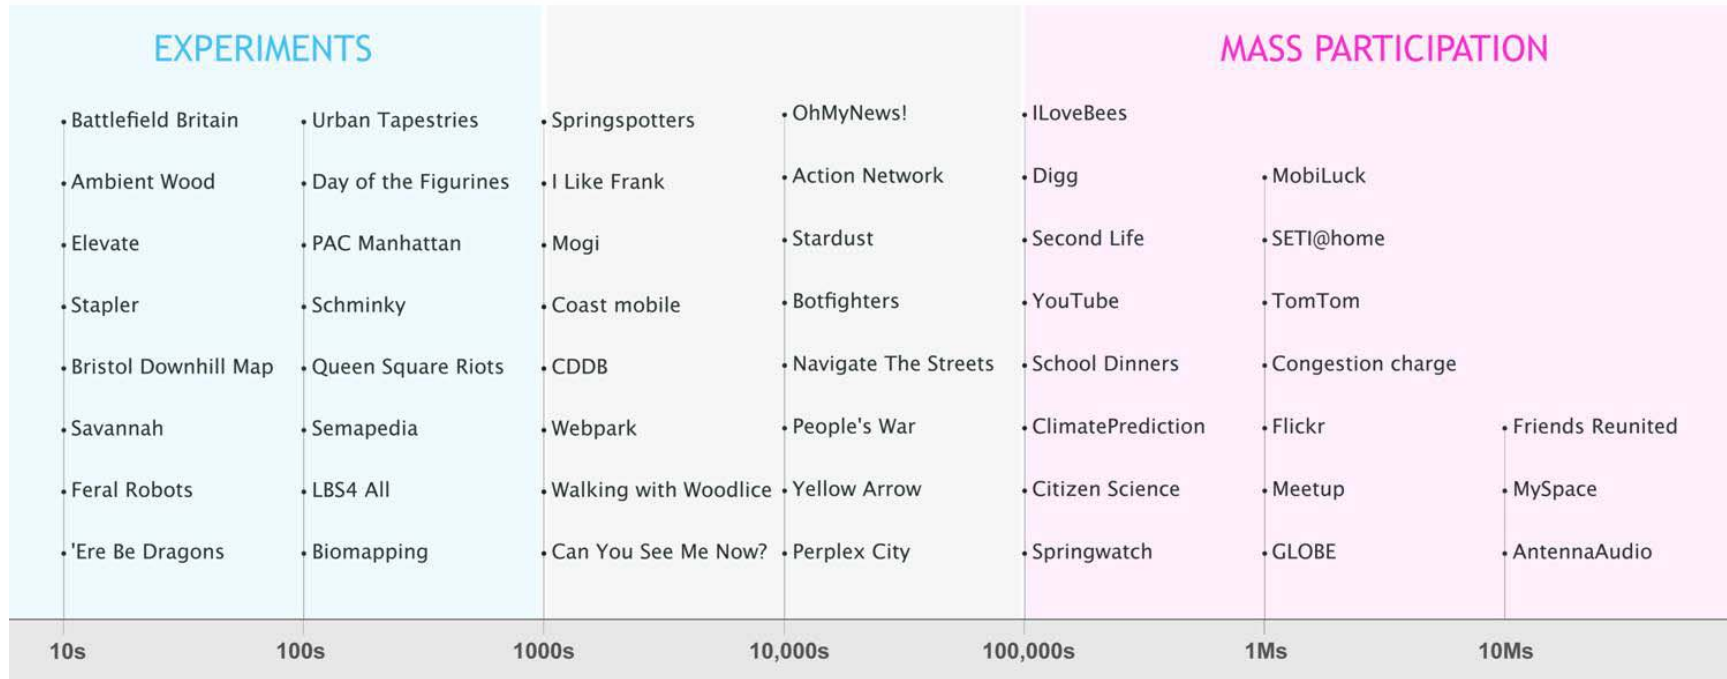 EXPERIMENTS
MASS PARTICIPATION
Battlefield Britain
Ambient Wood
Elevate
Stapler
Bristol Downhill Map
Savannah
Feral Robots
'Ere Be Dragons
Urban Tapestries
Day of the Figurines
PAC Manhattan
Schminky
Queen Square Riots
Semapedia
LBS4 All
Biomapping
Springspotters
I Like Frank
Mogi
Coast mobile
CDDB
Webpark
Walking with Woodlice
Can You See Me Now?
OhMyNews!
Action Network
Stardust
Botfighters
Navigate The Streets
People's War
Yellow Arrow
Perplex City
ILoveBees
Digg
Second Life
YouTube
School Dinners
ClimatePrediction
Citizen Science
Springwatch
MobiLuck
SETI@home
TomTom
Congestion charge
Flickr
Meetup
GLOBE
Friends Reunited
MySpace
AntennaAudio
10s
100s
1000s
10,000s
100,000s
1Ms
10Ms